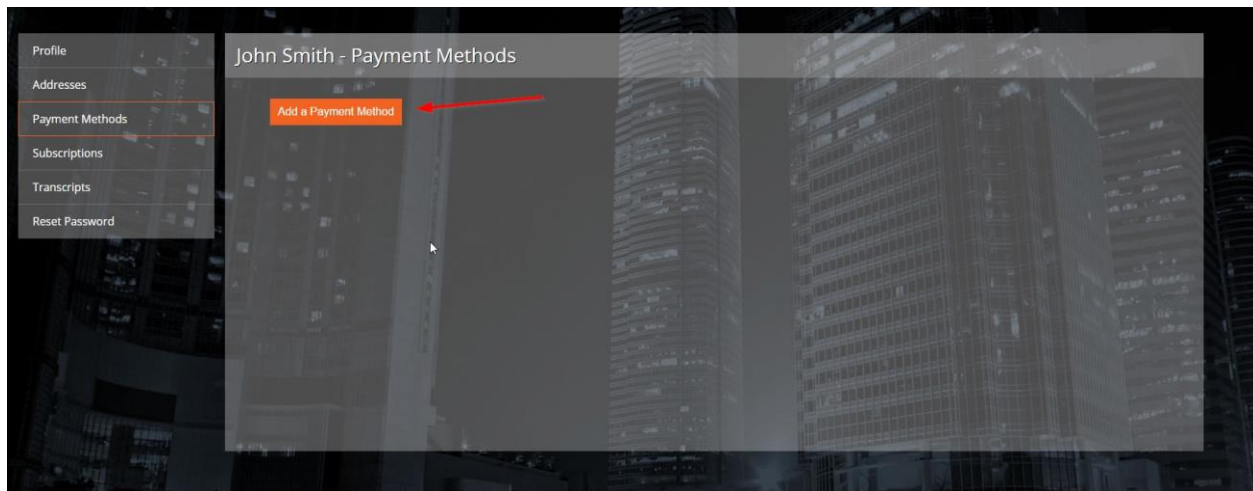 Profile
Addresses
Payment Methods
Subscriptions
Transcripts
Reset Password
John Smith - Payment Methods
Add a Payment Method